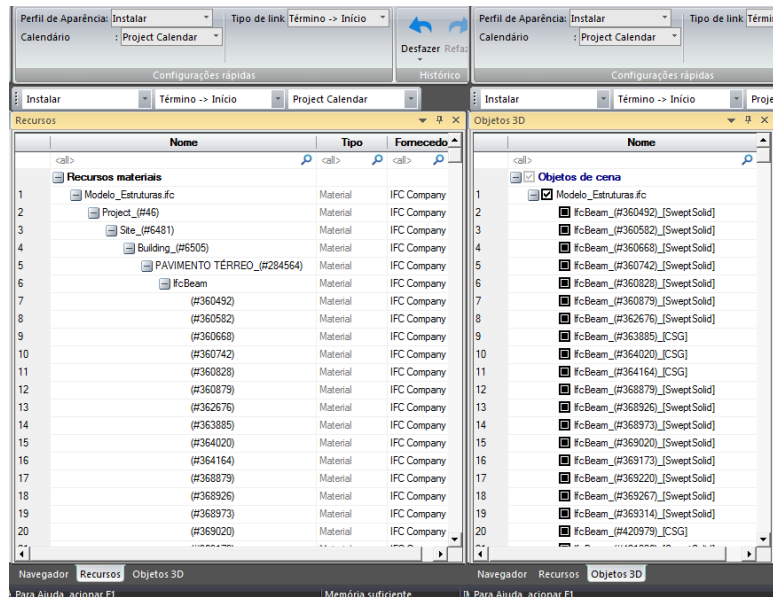 Perfil de Aparência: Instalar Tipo de link Término -> Início
Calendário : Project Calendar
Desfazer Refaz
Configurações rápidas Histórico
Instalar Término -> Início Project Calendar
Recursos
Nome Tipo Fornecedo
<all> <all> <all>
Recursos materiais
1 Modelo_Estruturas.ifc Material IFC Company
2 Project_(#46) Material IFC Company
3 Site_(#6481) Material IFC Company
4 Building_(#6505) Material IFC Company
5 PAVIMENTO TÉRREO_(#284564) Material IFC Company
6 IfcBeam Material IFC Company
7 (#360492) Material IFC Company
8 (#360582) Material IFC Company
9 (#360668) Material IFC Company
10 (#360742) Material IFC Company
11 (#360828) Material IFC Company
12 (#360879) Material IFC Company
13 (#362676) Material IFC Company
14 (#363885) Material IFC Company
15 (#364020) Material IFC Company
16 (#364164) Material IFC Company
17 (#368879) Material IFC Company
18 (#368926) Material IFC Company
19 (#368973) Material IFC Company
20 (#369020) Material IFC Company
Navegador Recursos Objetos 3D
Para Ajuda, acionar F1 Memória suficiente
Perfil de Aparência: Instalar Tipo de link Términ
Calendário : Project Calendar
Configurações rápidas
Instalar Término -> Início Proje
Objetos 3D
Nome
<all>
Objetos de cena
1 Modelo_Estruturas.ifc
2 IfcBeam_(#360492)_[SweptSolid]
3 IfcBeam_(#360582)_[SweptSolid]
4 IfcBeam_(#360668)_[SweptSolid]
5 IfcBeam_(#360742)_[SweptSolid]
6 IfcBeam_(#360828)_[SweptSolid]
7 IfcBeam_(#360879)_[SweptSolid]
8 IfcBeam_(#362676)_[SweptSolid]
9 IfcBeam_(#363885)_[CSG]
10 IfcBeam_(#364020)_[CSG]
11 IfcBeam_(#364164)_[CSG]
12 IfcBeam_(#368879)_[SweptSolid]
13 IfcBeam_(#368926)_[SweptSolid]
14 IfcBeam_(#368973)_[SweptSolid]
15 IfcBeam_(#369020)_[SweptSolid]
16 IfcBeam_(#369173)_[SweptSolid]
17 IfcBeam_(#369220)_[SweptSolid]
18 IfcBeam_(#369267)_[SweptSolid]
19 IfcBeam_(#369314)_[SweptSolid]
20 IfcBeam_(#420979)_[CSG]
Navegador Recursos Objetos 3D
Para Ajuda, acionar F1